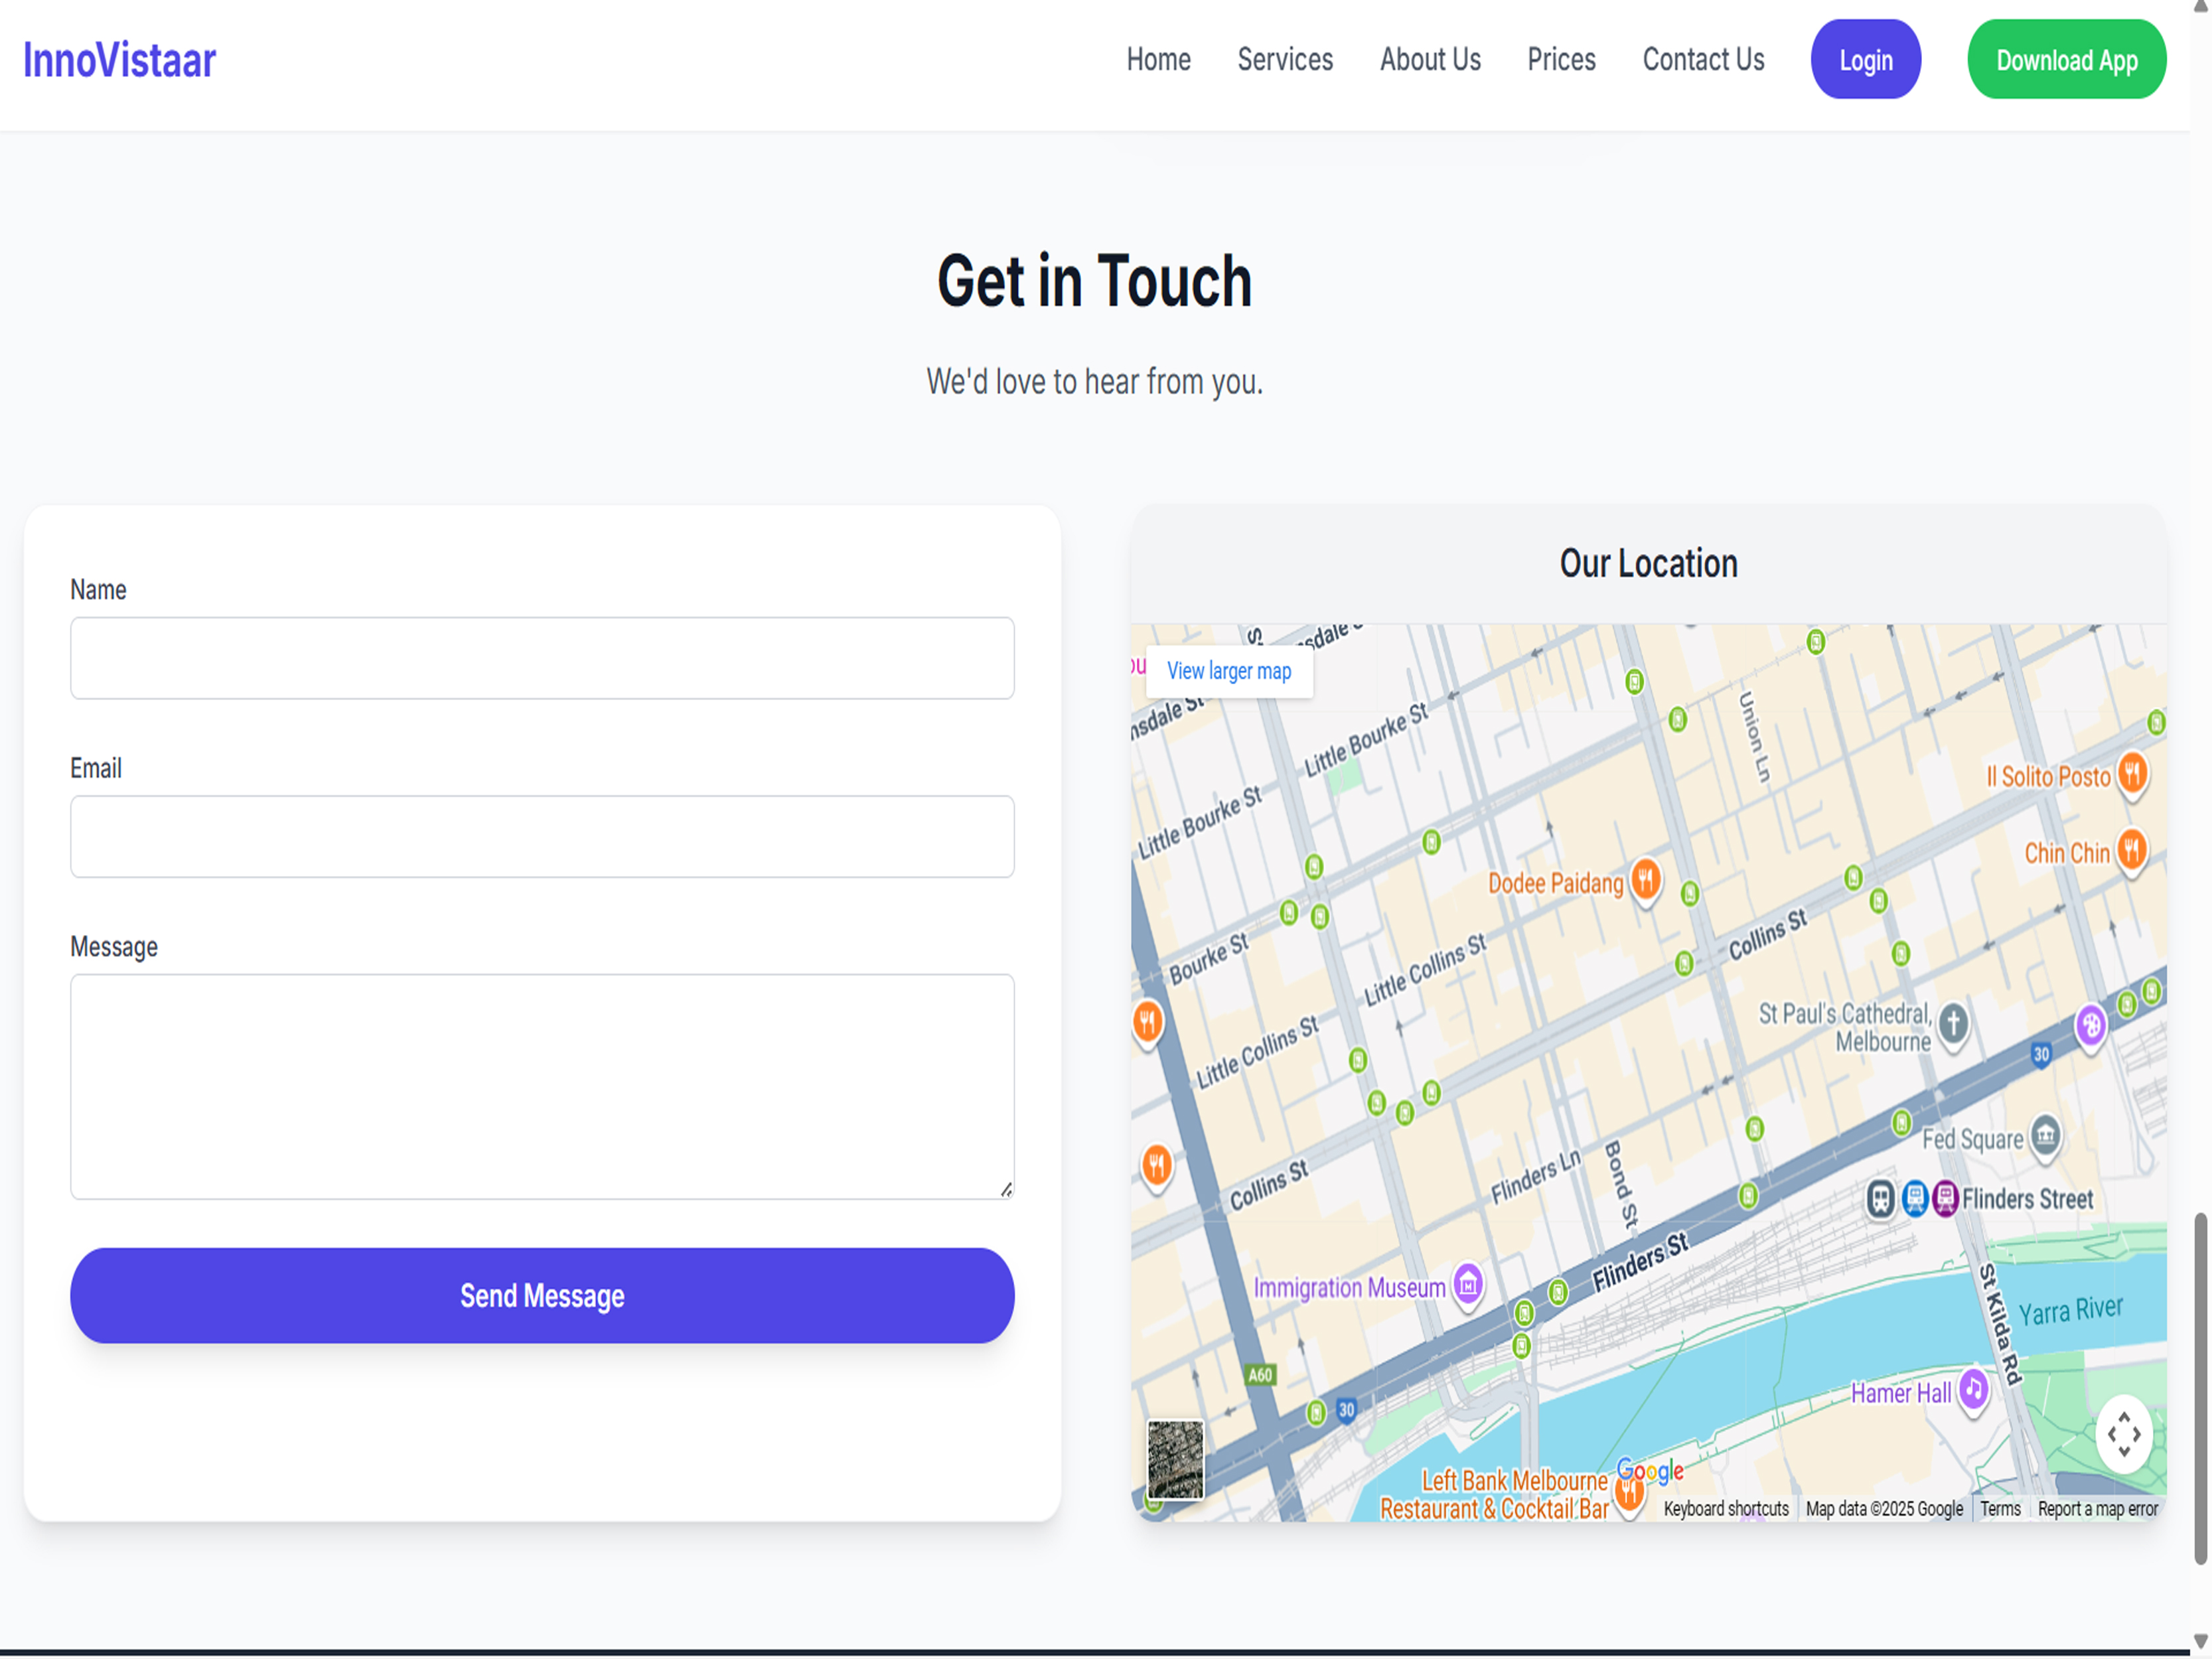 InnoVistaar
Home Services About Us Prices Contact Us Login Download App
Get in Touch
We'd love to hear from you.
Name
Email
Message
Send Message
Our Location
View larger map
Little Bourke St
Union Ln
Il Solito Posto
Little Bourke St
Chin Chin
Dodee Paidang
Collins St
Bourke St
Little Collins St
St Paul's Cathedral,
Melbourne
Little Collins St
30
Fed Square
Flinders Ln
Bond St
Collins St
Flinders Street
Flinders St
Immigration Museum
St Kilda Rd
Yarra River
A60
Hamer Hall
30
Left Bank Melbourne
Restaurant & Cocktail Bar
Google
Keyboard shortcuts
Map data ©2025 Google
Terms
Report a map error